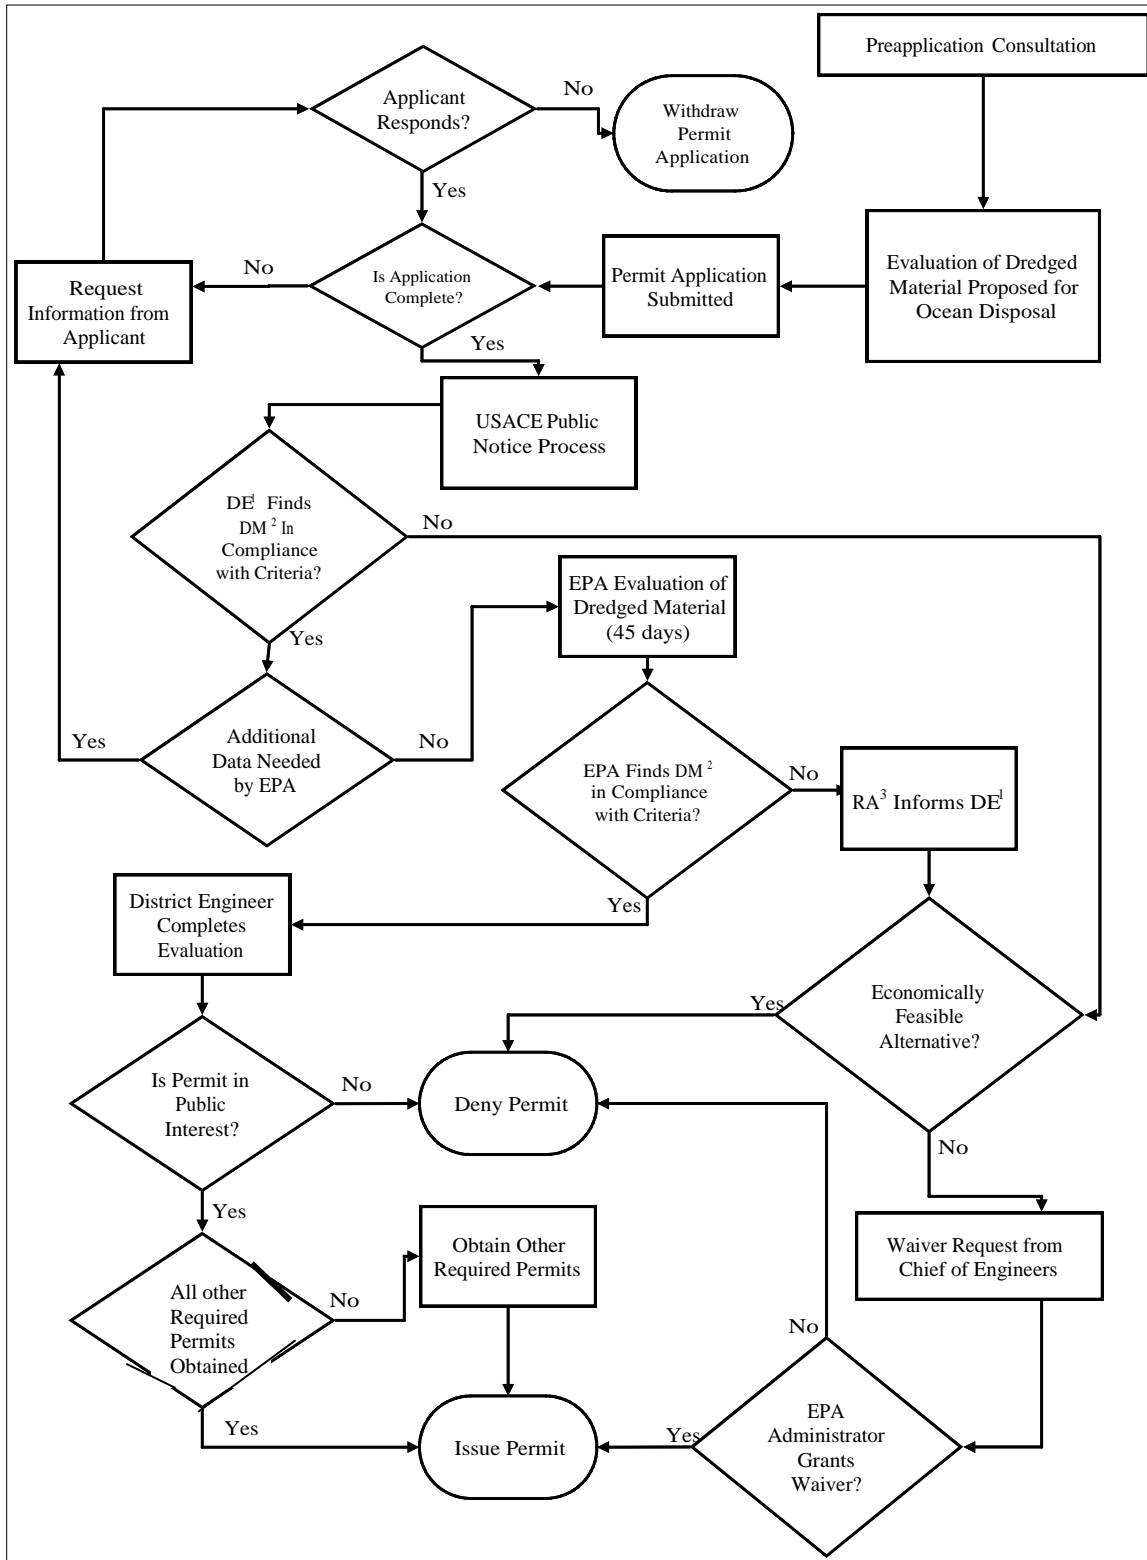 Preapplication Consultation
Applicant
Responds?
No
Withdraw
Permit
Application
Yes
Request
Information from
Applicant
No
Is Application
Complete?
Permit Application
Submitted
Evaluation of Dredged
Material Proposed for
Ocean Disposal
Yes
USACE Public
Notice Process
DE1 Finds
DM 2 In
Compliance
with Criteria?
No
Yes
EPA Evaluation of
Dredged Material
(45 days)
Yes
Additional
Data Needed
by EPA
No
EPA Finds DM 2
in Compliance
with Criteria?
No
RA3 Informs DE1
Yes
District Engineer
Completes
Evaluation
Economically
Feasible
Alternative?
Yes
No
Is Permit in
Public
Interest?
No
Deny Permit
Yes
Obtain Other
Required Permits
Waiver Request from
Chief of Engineers
All other
Required
Permits
Obtained
No
No
Yes
Issue Permit
Yes
EPA
Administrator
Grants
Waiver?